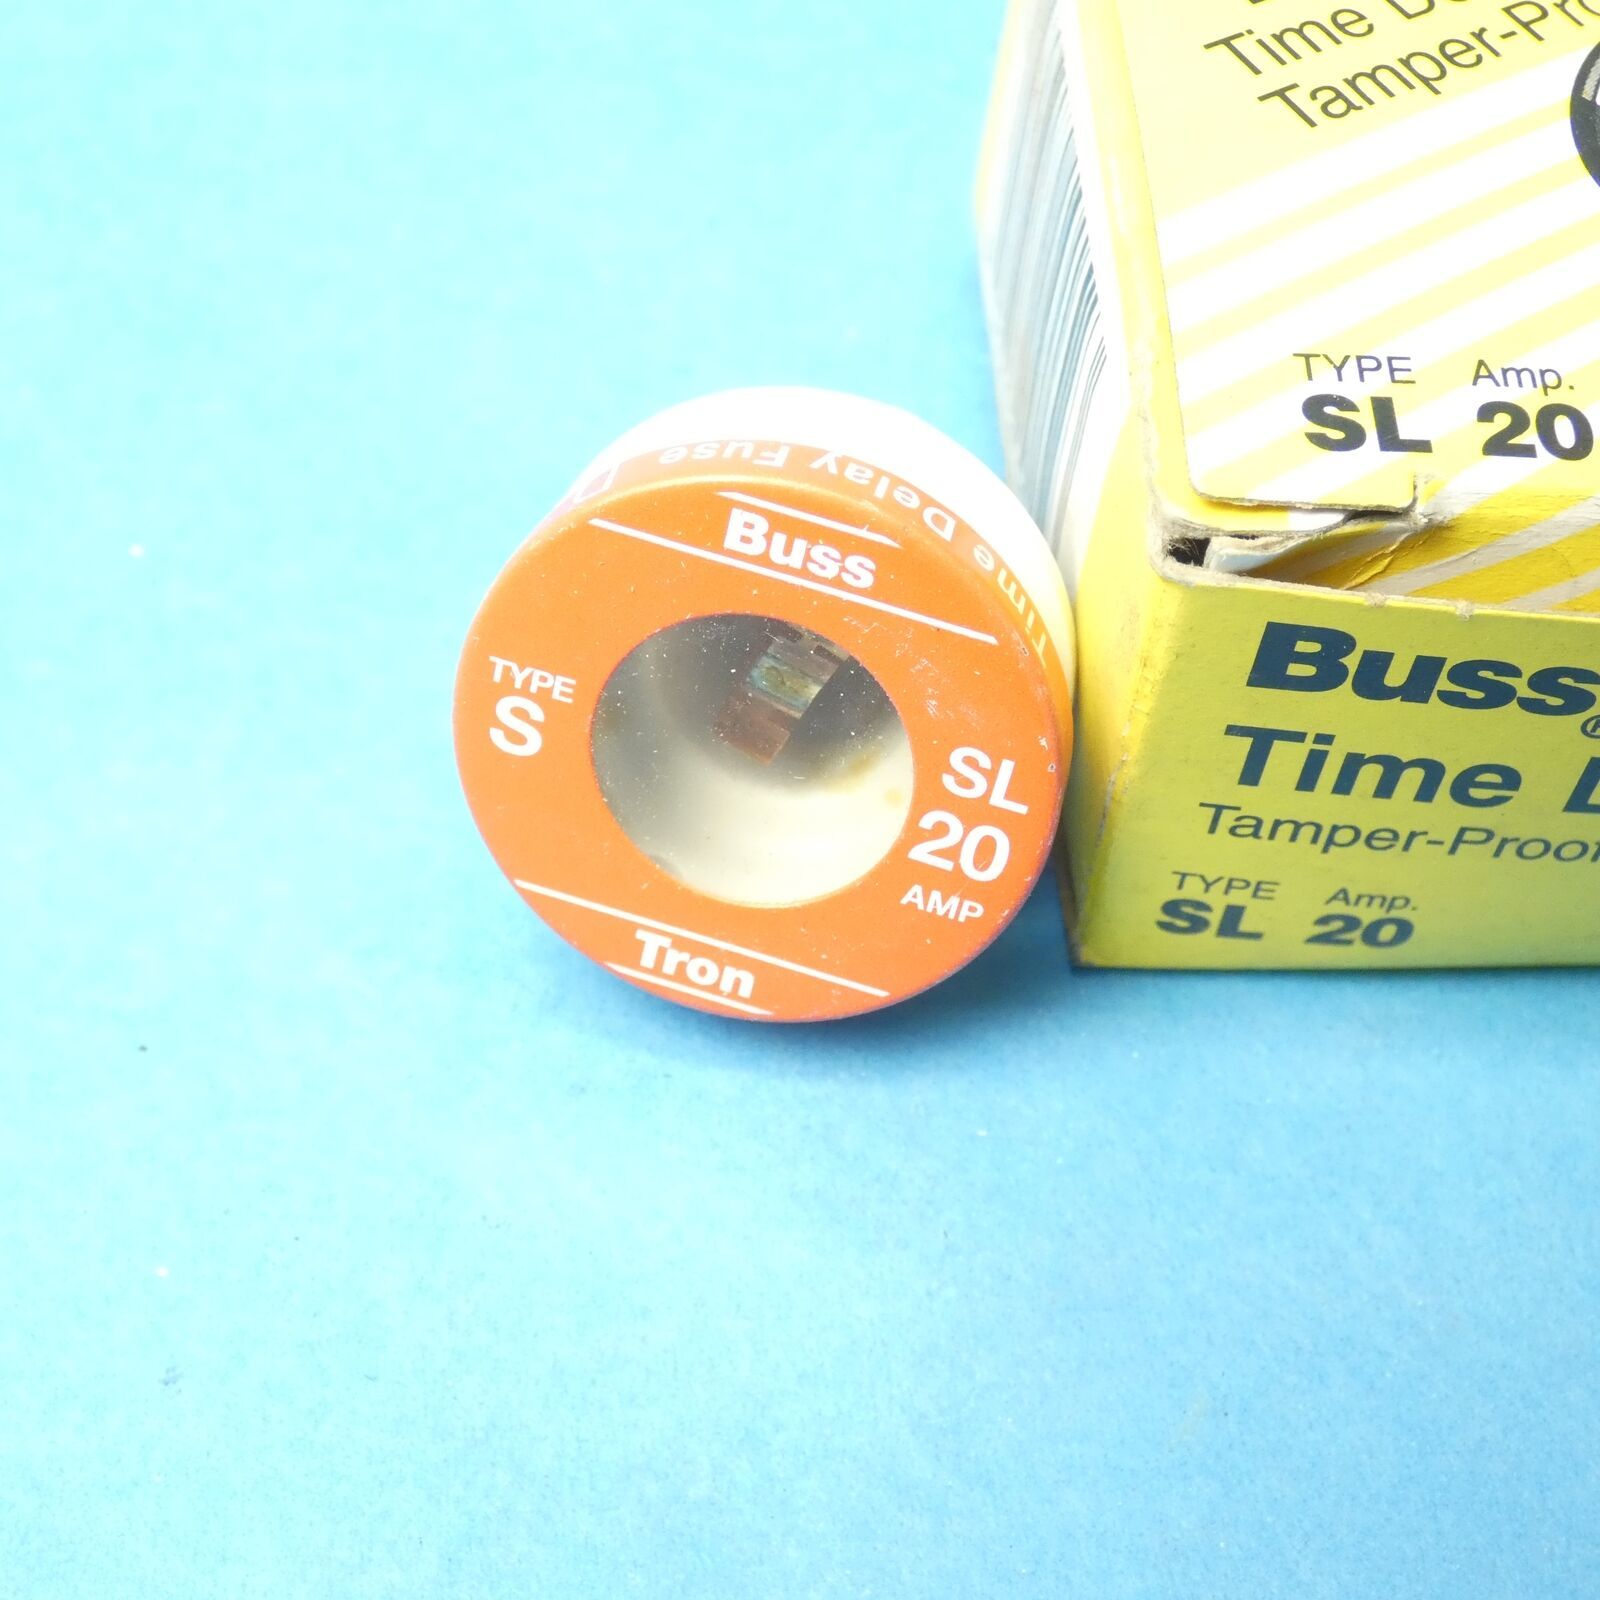 Time
Tamper-Pro
TYPE Amp.
SL 20
Buss
Time
Tamper-Proof
TYPE Amp.
SL 20
Time Delay Fuse
Buss
TYPE
S
SL
20
AMP
Tron